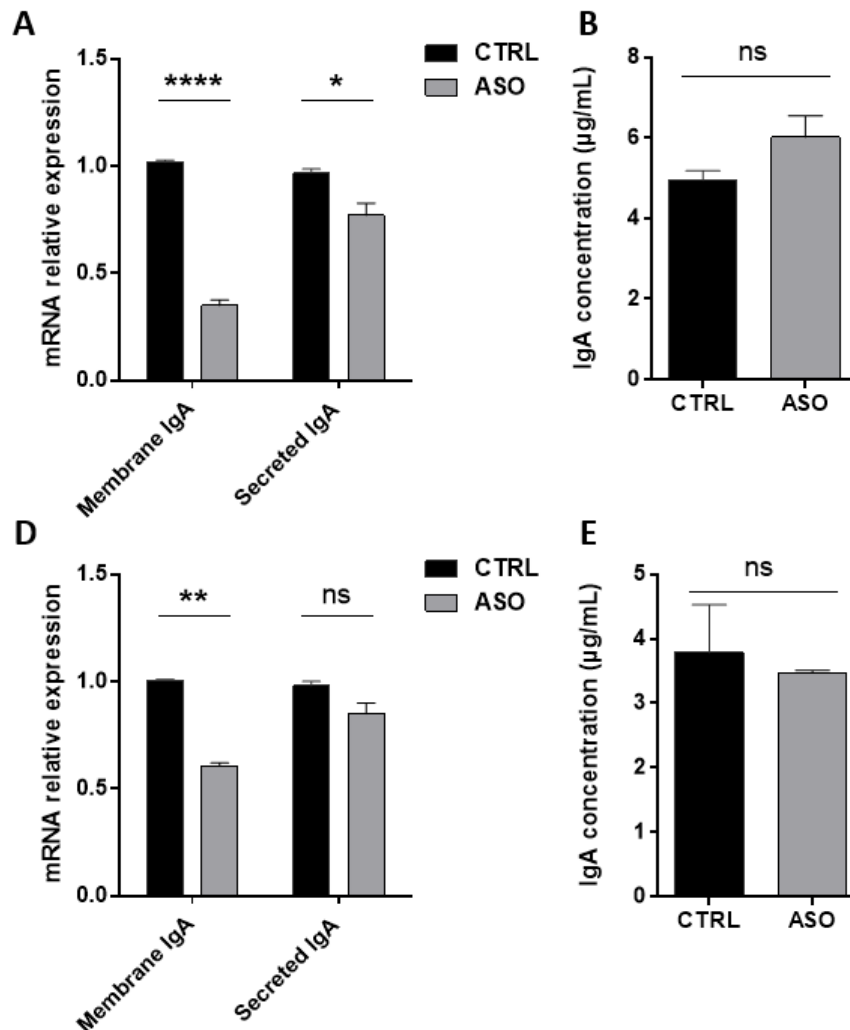 A
mRNA relative expression
1.5
1.0
0.5
0.0
****
*
CTRL
ASO
Membrane IgA
Secreted IgA
B
IgA concentration (µg/mL)
8
6
4
2
0
ns
CTRL
ASO
D
mRNA relative expression
1.5
1.0
0.5
0.0
**
ns
CTRL
ASO
Membrane IgA
Secreted IgA
E
IgA concentration (µg/mL)
5
4
3
2
1
0
ns
CTRL
ASO